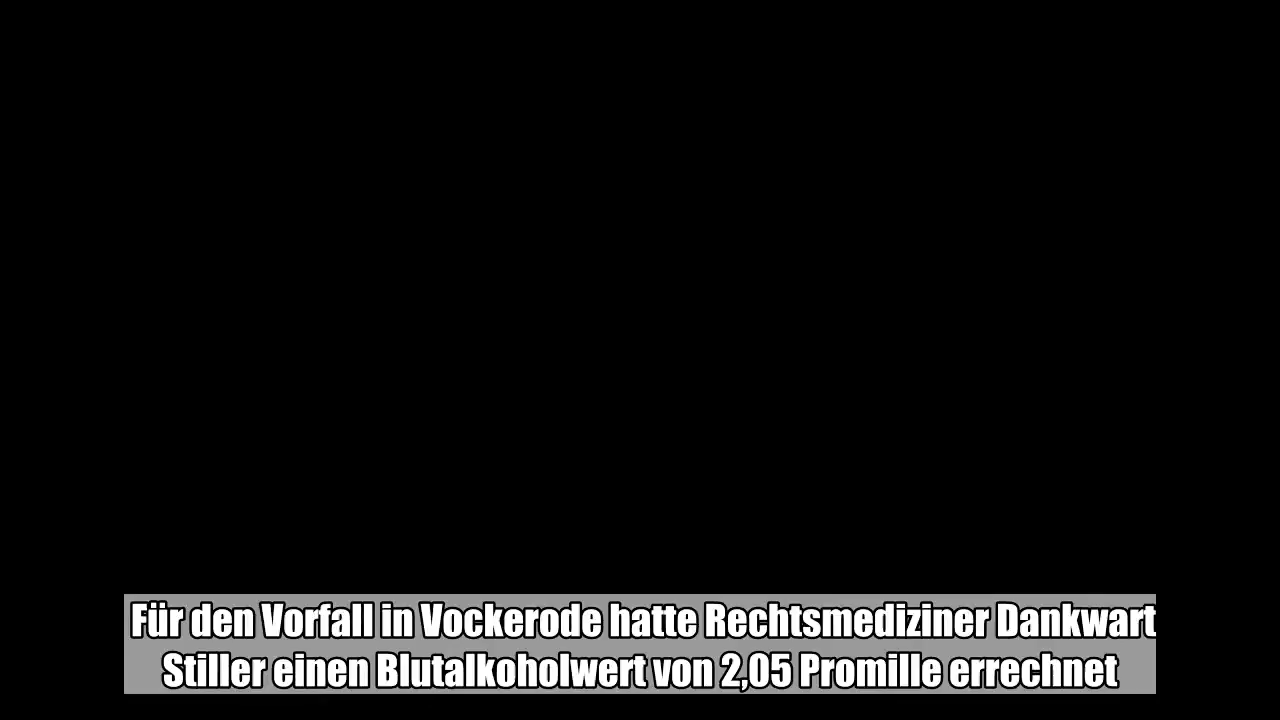 Für den Vorfall in Vockerode hatte Rechtsmediziner Dankwart
Stiller einen Blutalkoholwert von 2,05 Promille errechnet